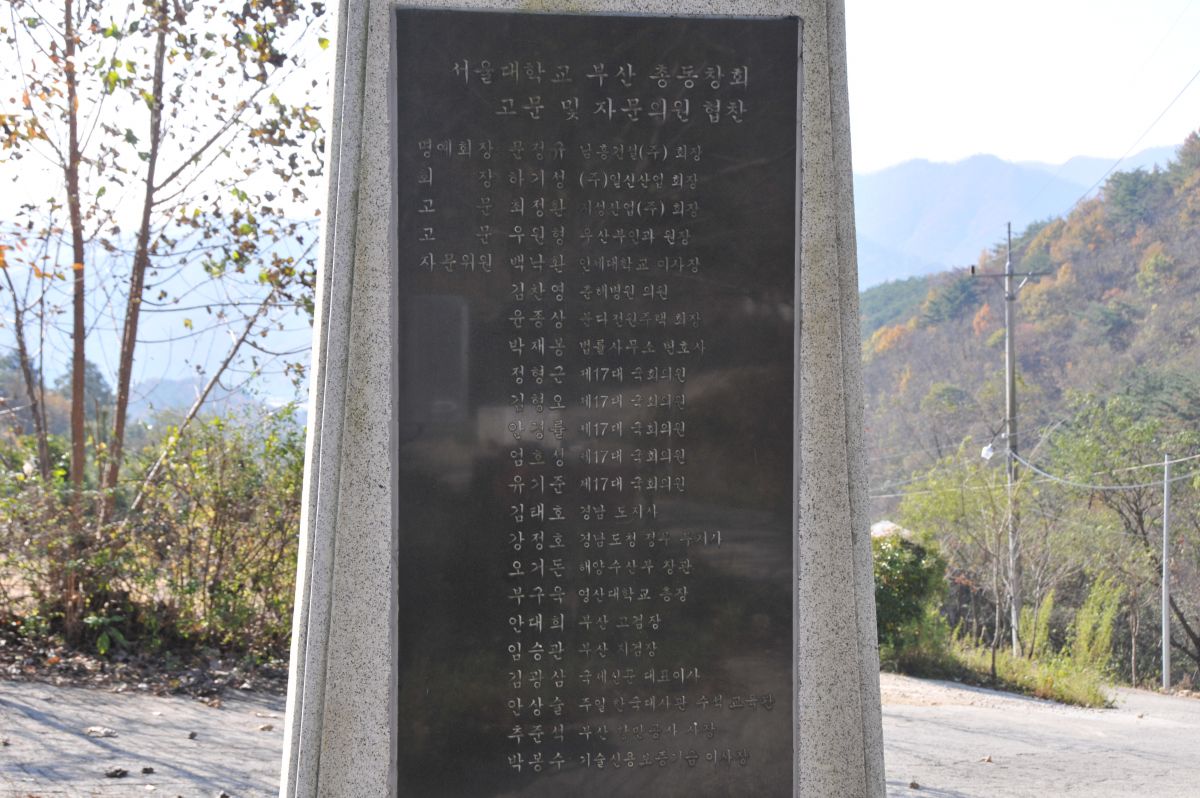 서울대학교 부산 총동창회
고문 및 자문의원 협찬
명예회장 문정규 남흥건설(주) 회장
회 장 하기성 (주)일신산업 회장
고 문 최정환 지성산업(주) 회장
고 문 우원형 우산부인과 원장
자문위원 백낙환 인제대학교 이사장
김찬영 춘해병원 의원
윤종상 분다전원주택 회장
박재봉 법률사무소 변호사
정형근 제17대 국회의원
김형오 제17대 국회의원
안경률 제17대 국회의원
엄호성 제17대 국회의원
유기준 제17대 국회의원
김태호 경남 도지사
강정호 경남도청 정무 부지사
오거돈 해양수산부 장관
부구욱 영산대학교 총장
안대희 부산 고검장
임승관 부산 지검장
김광삼 국제신문 대표이사
안상술 주일 한국대사관 수석 교육관
추준석 부산 항만공사 사장
박봉수 기술신용보증기금 이사장